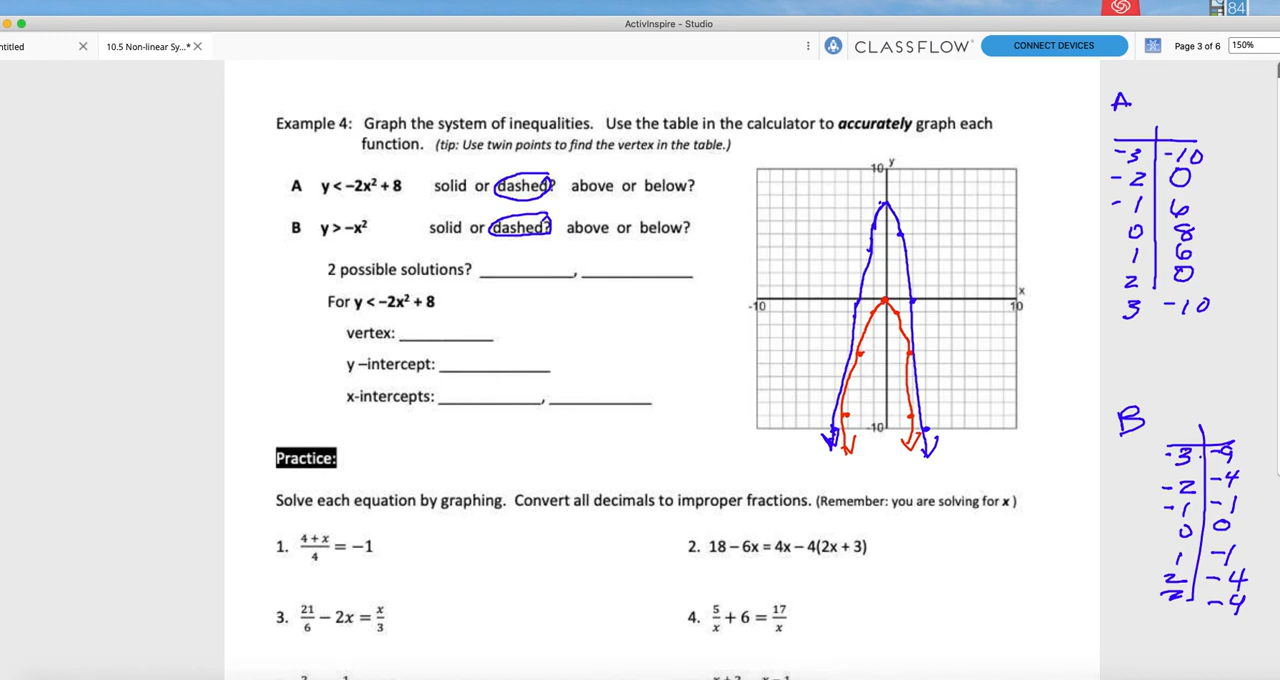 84
ActivInspire - Studio
ntitled
10.5 Non-linear Sy...*
CLASSFLOW
CONNECT DEVICES
Page 3 of 6
150%
Example 4: Graph the system of inequalities. Use the table in the calculator to accurately graph each
function. (tip: Use twin points to find the vertex in the table.)
A y < −2x² + 8 solid or dashed? above or below?
B y > −x² solid or dashed? above or below?
2 possible solutions? ____________, ______________
For y < −2x² + 8
vertex: ____________
y –intercept: ______________
x-intercepts: _____________, _____________
10 y
x
-10
10
-10
A
-3 -10
-2 0
-1 6
0 8
1 6
2 0
3 -10
B
-3 -9
-2 -4
-1 -1
0 0
1 -1
2 -4
-4
Practice:
Solve each equation by graphing. Convert all decimals to improper fractions. (Remember: you are solving for x )
1. (4 + x)/4 = −1
2. 18 – 6x = 4x – 4(2x + 3)
3. 21/6 − 2x = x/3
4. 5/x + 6 = 17/x